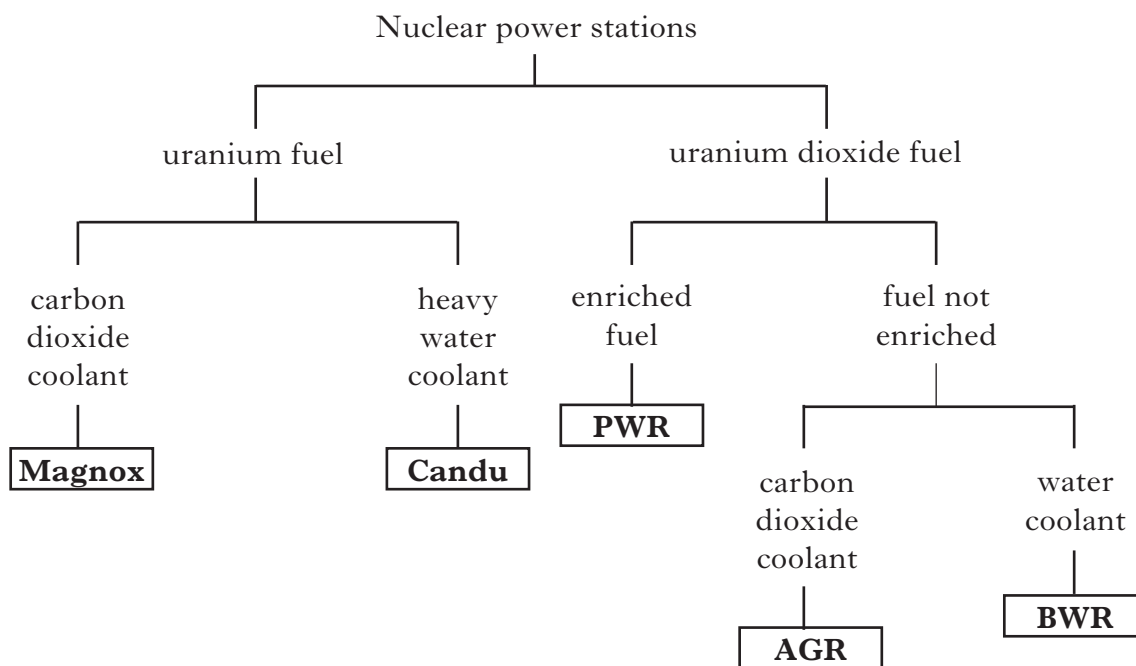 Nuclear power stations
uranium fuel
uranium dioxide fuel
carbon
dioxide
coolant
heavy
water
coolant
enriched
fuel
fuel not
enriched
Magnox
Candu
PWR
carbon
dioxide
coolant
water
coolant
AGR
BWR